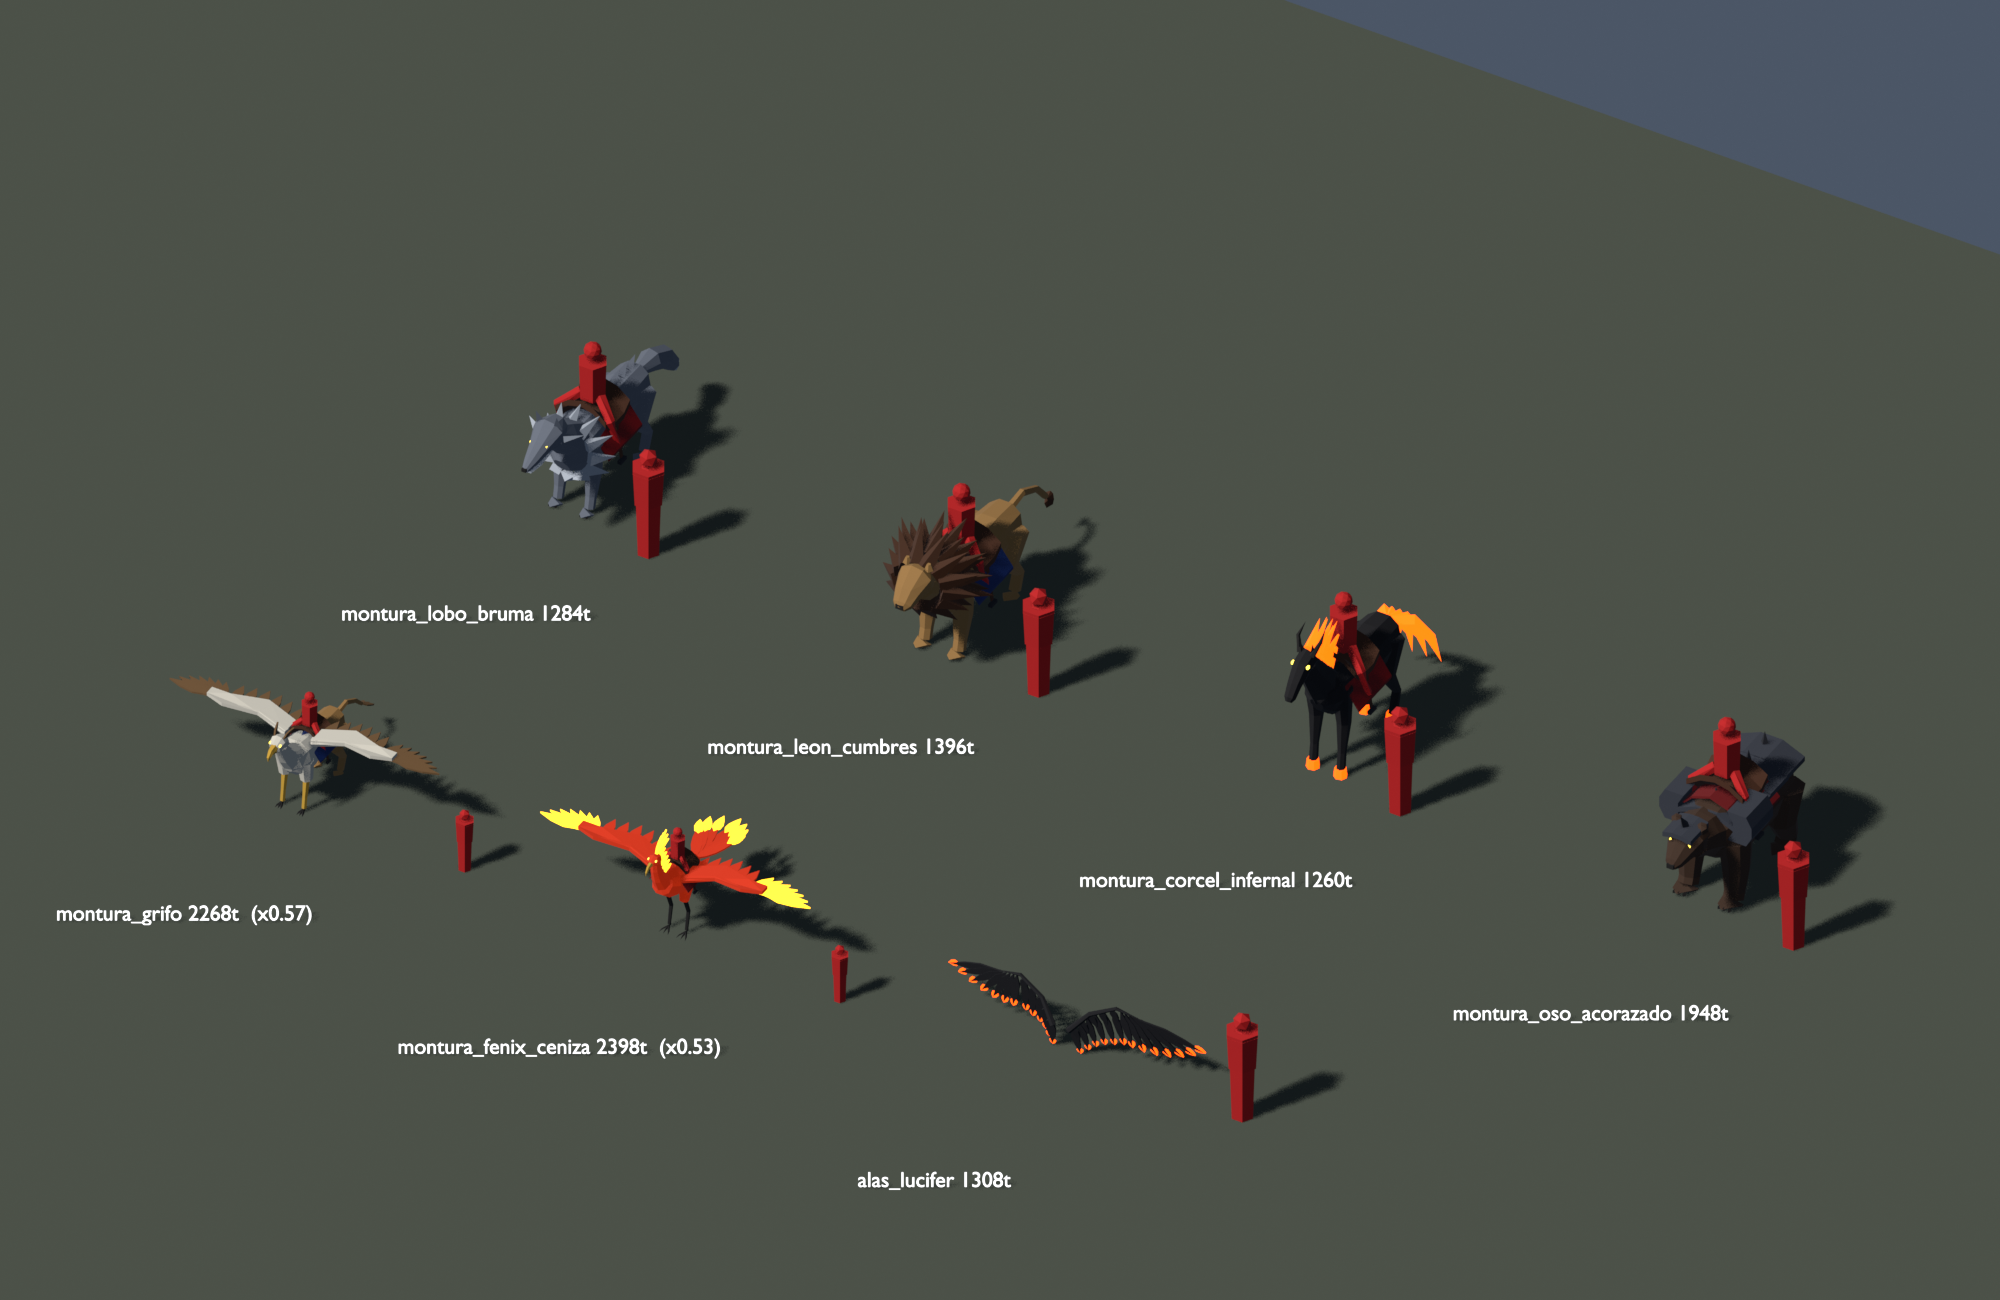 montura_lobo_bruma 1284t
montura_leon_cumbres 1396t
montura_corcel_infernal 1260t
montura_grifo 2268t (x0.57)
montura_oso_acorazado 1948t
montura_fenix_ceniza 2398t (x0.53)
alas_lucifer 1308t